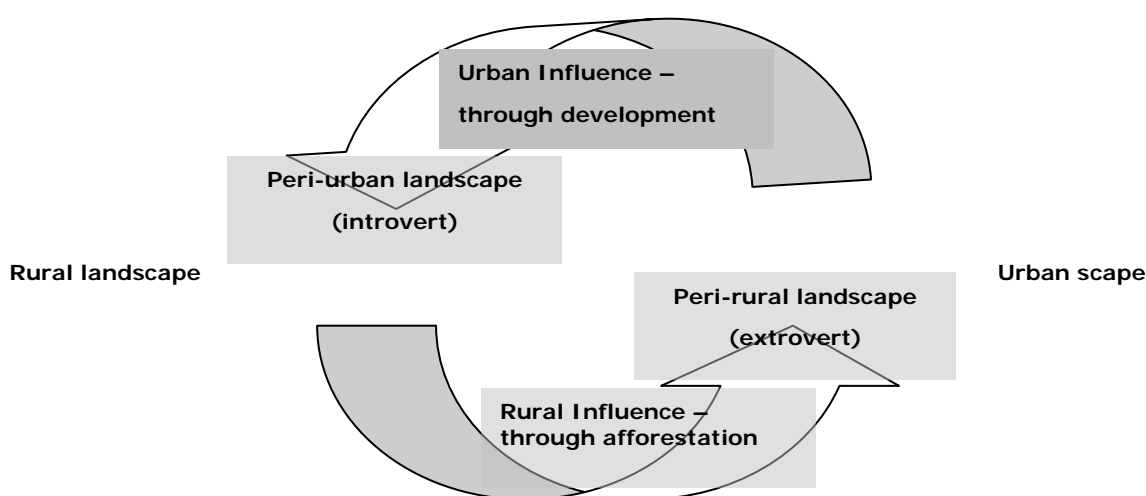 Urban Influence –
through development
Peri-urban landscape
(introvert)
Rural landscape
Urban scape
Peri-rural landscape
(extrovert)
Rural Influence –
through afforestation